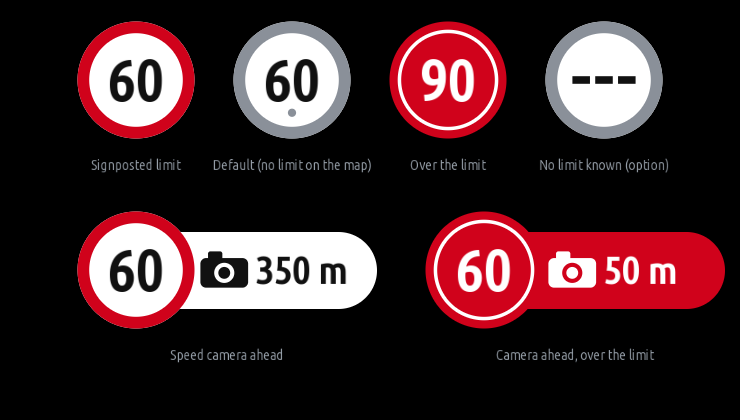 60 60 90 ---
Signposted limit Default (no limit on the map) Over the limit No limit known (option)
60 350 m 60 50 m
Speed camera ahead Camera ahead, over the limit